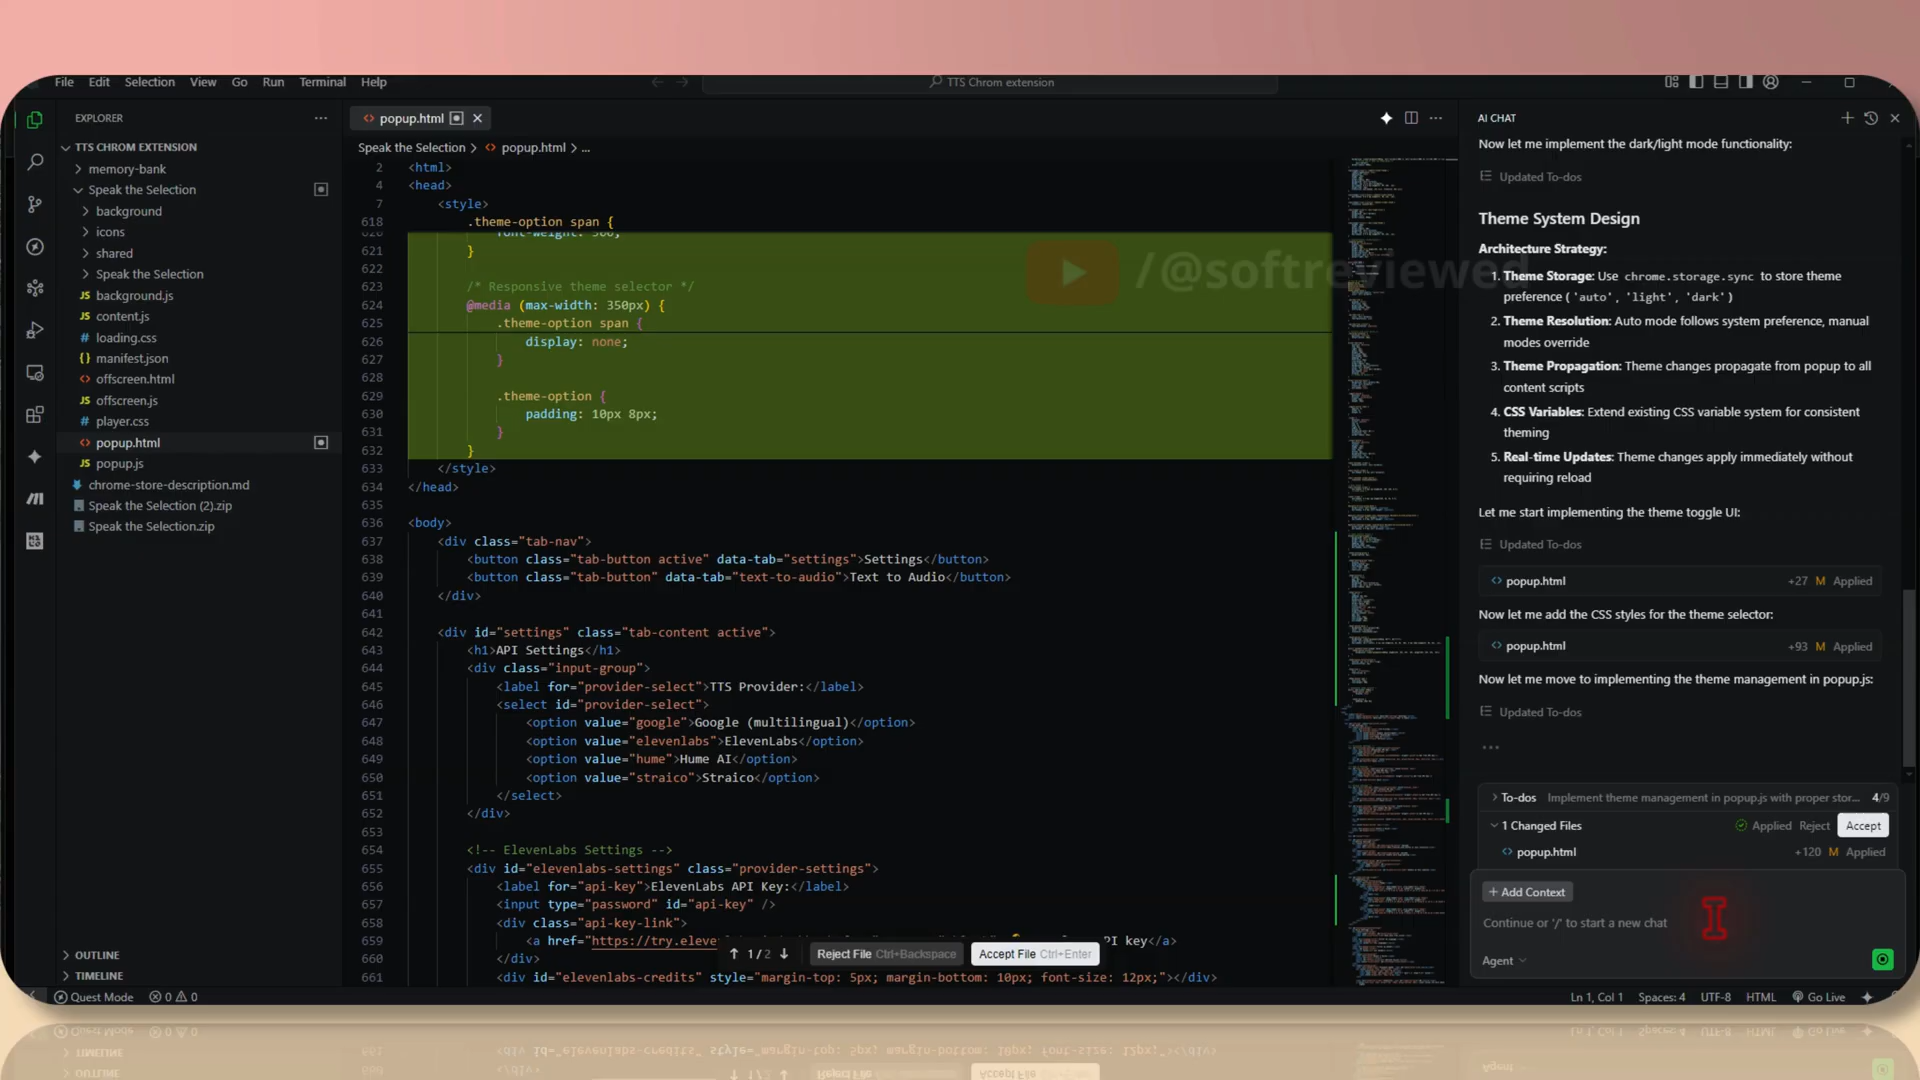 File Edit Selection View Go Run Terminal Help
TTS Chrom extension
EXPLORER
TTS CHROM EXTENSION
memory-bank
Speak the Selection
background
icons
shared
Speak the Selection
background.js
content.js
loading.css
manifest.json
offscreen.html
offscreen.js
player.css
popup.html
popup.js
chrome-store-description.md
Speak the Selection (2).zip
Speak the Selection.zip
OUTLINE
TIMELINE
popup.html
Speak the Selection > popup.html > ...
2 <html>
4 <head>
7 <style>
618 .theme-option span {
620 font-weight: 500;
621 }
622
623 /* Responsive theme selector */
624 @media (max-width: 350px) {
625 .theme-option span {
626 display: none;
627 }
628
629 .theme-option {
630 padding: 10px 8px;
631 }
632 }
633 </style>
634 </head>
635
636 <body>
637 <div class="tab-nav">
638 <button class="tab-button active" data-tab="settings">Settings</button>
639 <button class="tab-button" data-tab="text-to-audio">Text to Audio</button>
640 </div>
641
642 <div id="settings" class="tab-content active">
643 <h1>API Settings</h1>
644 <div class="input-group">
645 <label for="provider-select">TTS Provider:</label>
646 <select id="provider-select">
647 <option value="google">Google (multilingual)</option>
648 <option value="elevenlabs">ElevenLabs</option>
649 <option value="hume">Hume AI</option>
650 <option value="straico">Straico</option>
651 </select>
652 </div>
653
654 <!-- ElevenLabs Settings -->
655 <div id="elevenlabs-settings" class="provider-settings">
656 <label for="api-key">ElevenLabs API Key:</label>
657 <input type="password" id="api-key" />
658 <div class="api-key-link">
659 <a href="https://try.eleve PI key</a>
660 </div>
661 <div id="elevenlabs-credits" style="margin-top: 5px; margin-bottom: 10px; font-size: 12px;"></div>
1/2 Reject File Ctrl+Backspace Accept File Ctrl+Enter
/@softreviewed
AI CHAT
Now let me implement the dark/light mode functionality:
Updated To-dos
Theme System Design
Architecture Strategy:
1. Theme Storage: Use chrome.storage.sync to store theme
preference ( 'auto', 'light', 'dark' )
2. Theme Resolution: Auto mode follows system preference, manual
modes override
3. Theme Propagation: Theme changes propagate from popup to all
content scripts
4. CSS Variables: Extend existing CSS variable system for consistent
theming
5. Real-time Updates: Theme changes apply immediately without
requiring reload
Let me start implementing the theme toggle UI:
Updated To-dos
popup.html +27 M Applied
Now let me add the CSS styles for the theme selector:
popup.html +93 M Applied
Now let me move to implementing the theme management in popup.js:
Updated To-dos
...
To-dos Implement theme management in popup.js with proper stor... 4/9
1 Changed Files Applied Reject Accept
popup.html +120 M Applied
+ Add Context
Continue or '/' to start a new chat
Agent
Quest Mode 0 0
Ln 1, Col 1 Spaces: 4 UTF-8 HTML Go Live